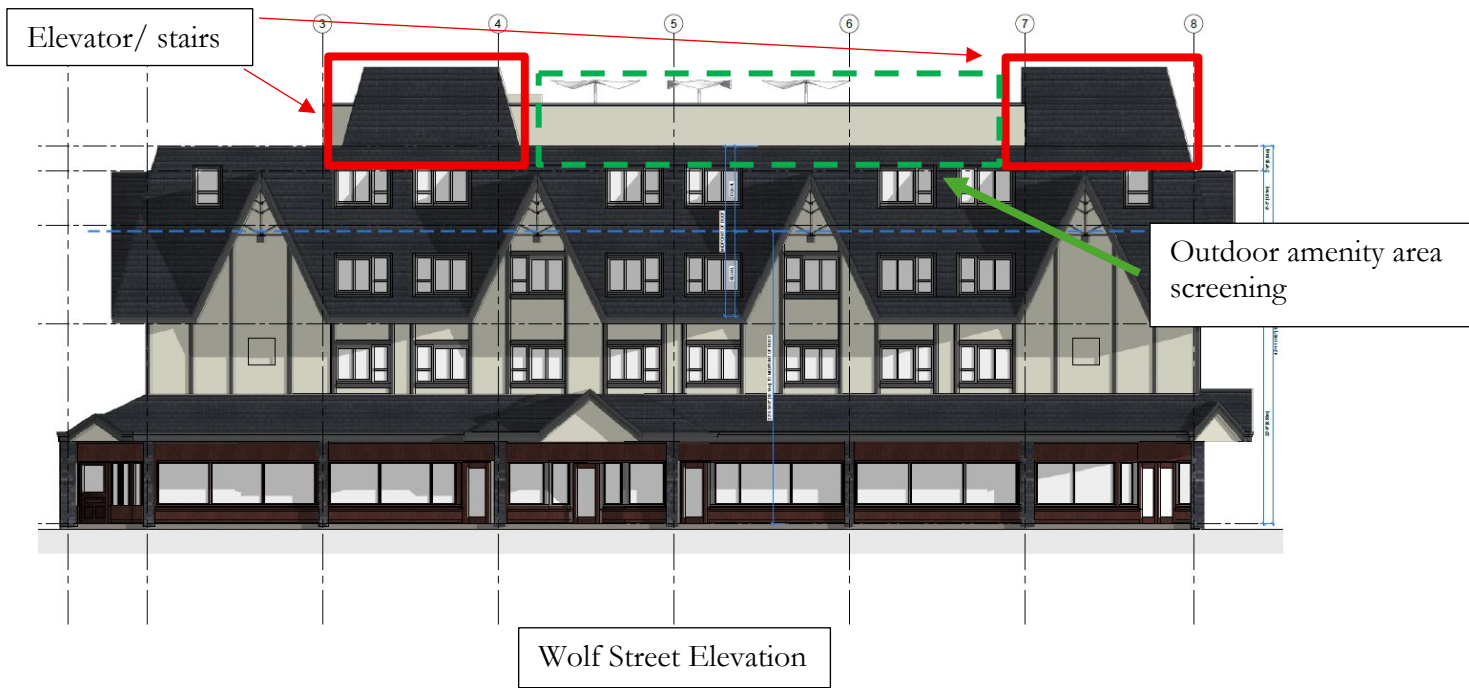 Elevator/ stairs
3 4 5 6 7 8
Outdoor amenity area
screening
Wolf Street Elevation